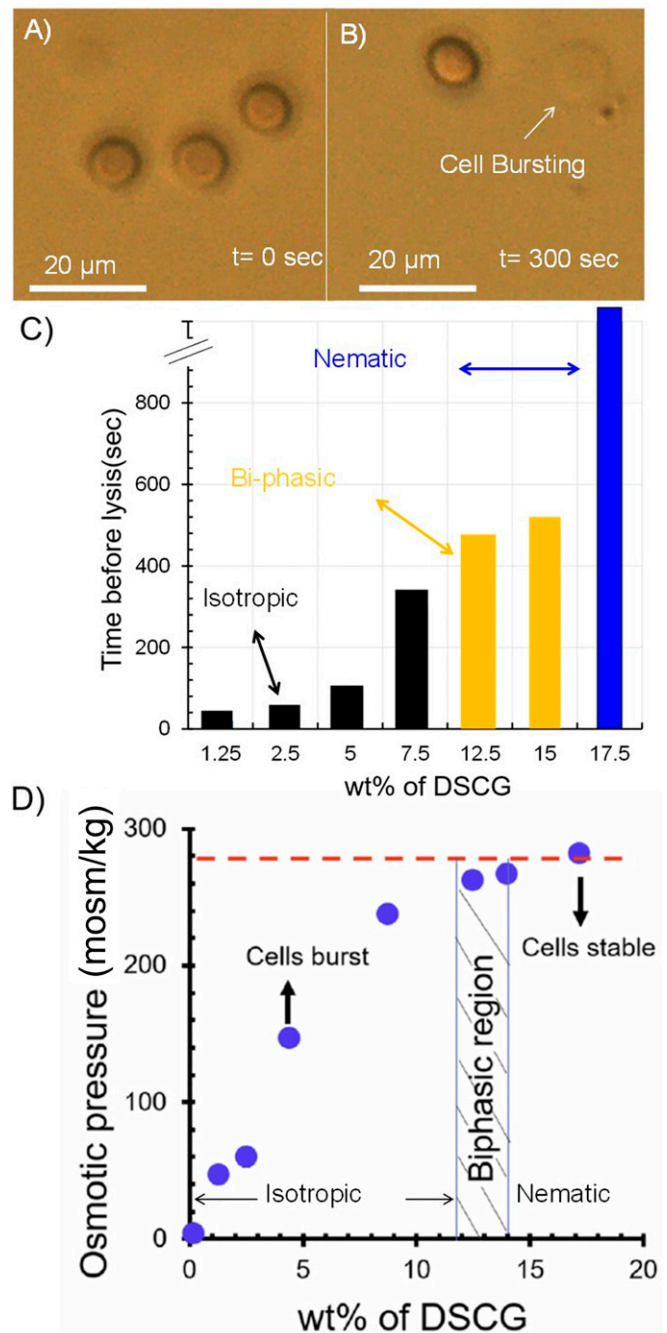 A)
B)
Cell Bursting
20 μm
t= 0 sec
20 μm
t= 300 sec
C)
Time before lysis(sec)
800
600
400
200
0
Nematic
Bi-phasic
Isotropic
1.25 2.5 5 7.5 12.5 15 17.5
wt% of DSCG
D)
Osmotic pressure (mosm/kg)
300
200
100
0
Cells burst
Cells stable
Biphasic region
Isotropic
Nematic
0 5 10 15 20
wt% of DSCG